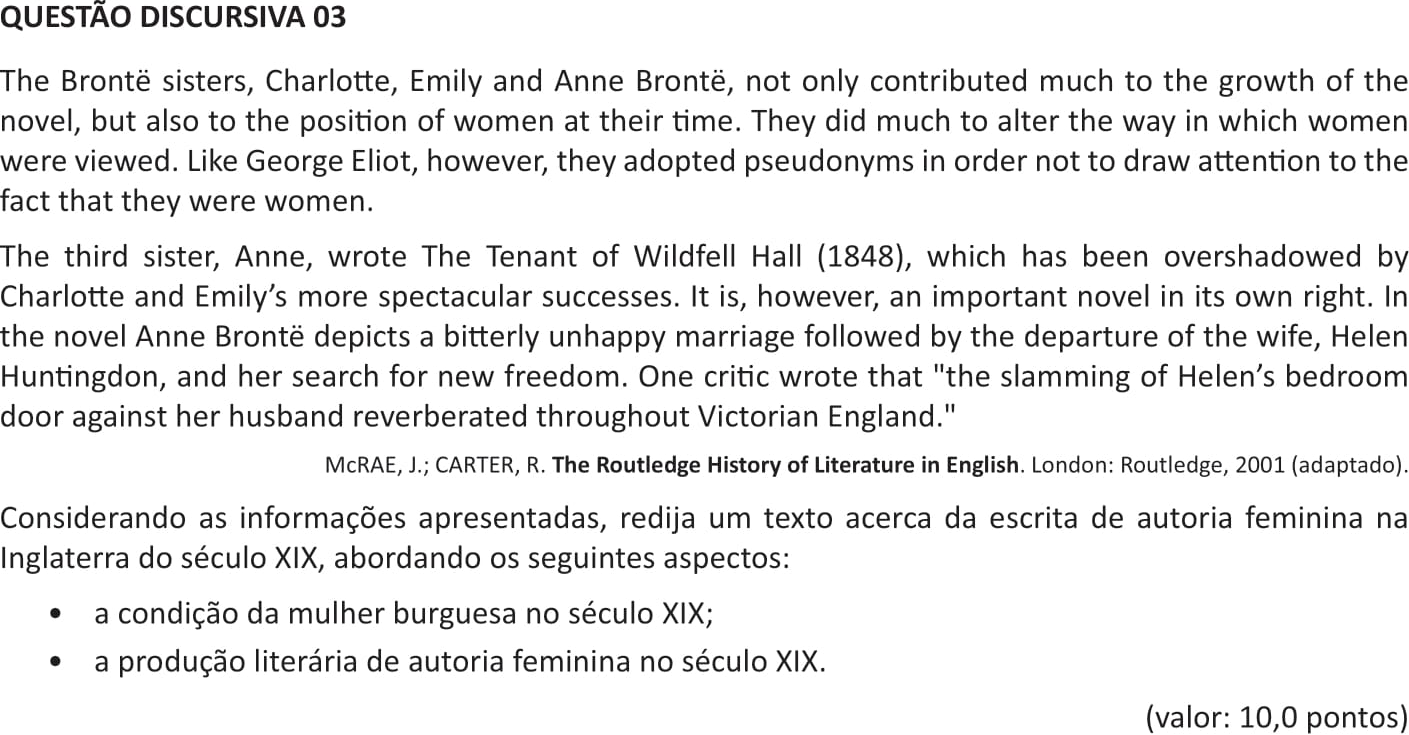 QUESTÃO DISCURSIVA 03
The Brontë sisters, Charlotte, Emily and Anne Brontë, not only contributed much to the growth of the
novel, but also to the position of women at their time. They did much to alter the way in which women
were viewed. Like George Eliot, however, they adopted pseudonyms in order not to draw attention to the
fact that they were women.
The third sister, Anne, wrote The Tenant of Wildfell Hall (1848), which has been overshadowed by
Charlotte and Emily’s more spectacular successes. It is, however, an important novel in its own right. In
the novel Anne Brontë depicts a bitterly unhappy marriage followed by the departure of the wife, Helen
Huntingdon, and her search for new freedom. One critic wrote that "the slamming of Helen’s bedroom
door against her husband reverberated throughout Victorian England."
McRAE, J.; CARTER, R. The Routledge History of Literature in English. London: Routledge, 2001 (adaptado).
Considerando as informações apresentadas, redija um texto acerca da escrita de autoria feminina na
Inglaterra do século XIX, abordando os seguintes aspectos:
• a condição da mulher burguesa no século XIX;
• a produção literária de autoria feminina no século XIX.
(valor: 10,0 pontos)